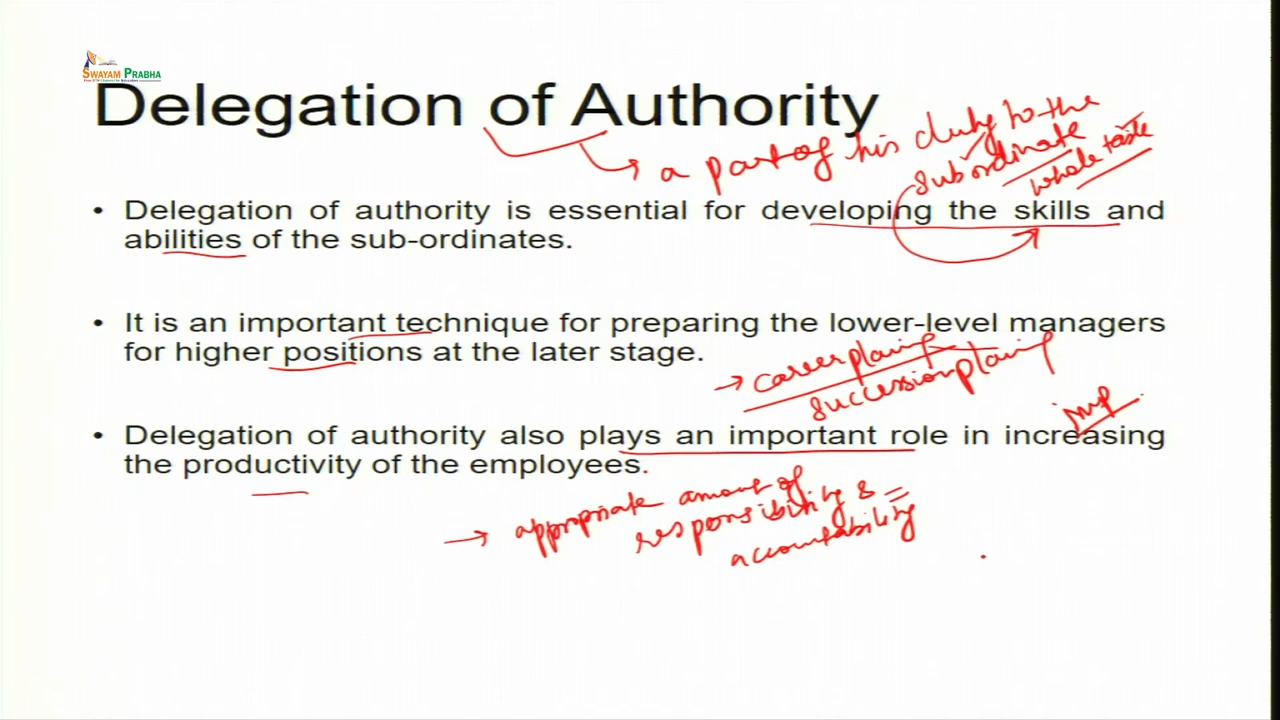 SWAYAM PRABHA
Delegation of Authority
a part of his duty to the
subordinate
whole task
• Delegation of authority is essential for developing the skills and
abilities of the sub-ordinates.
• It is an important technique for preparing the lower-level managers
for higher positions at the later stage.
→ career planing
succession planing
imp
• Delegation of authority also plays an important role in increasing
the productivity of the employees.
→ appropriate amount of
responsibility &
accountability